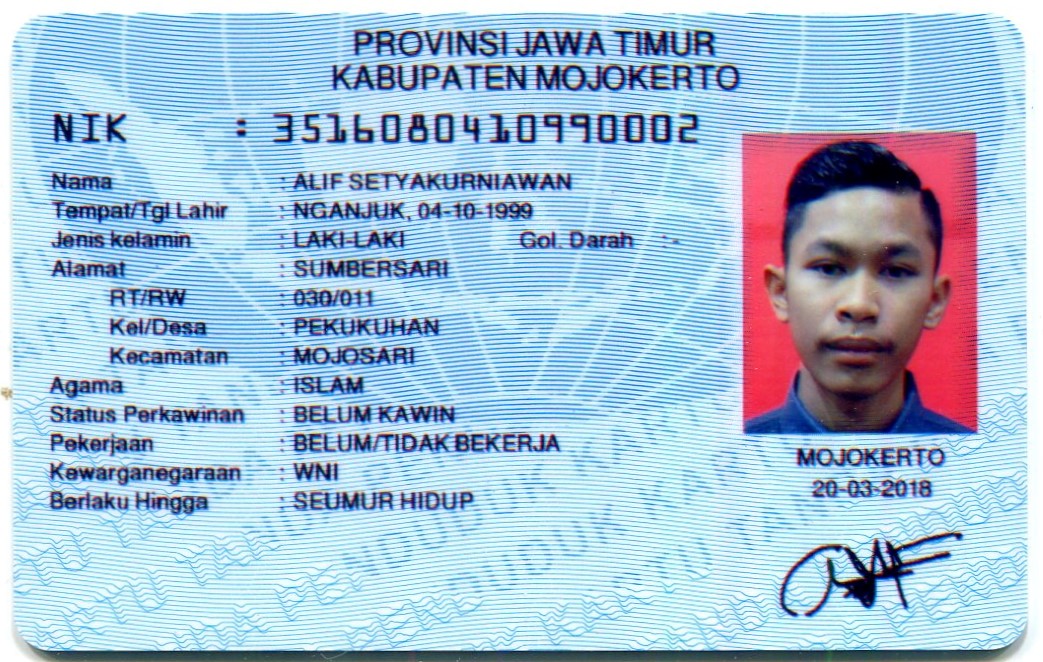 PROVINSI JAWA TIMUR
KABUPATEN MOJOKERTO
NIK : 3516080410990002
Nama : ALIF SETYAKURNIAWAN
Tempat/Tgl Lahir : NGANJUK, 04-10-1999
Jenis kelamin : LAKI-LAKI Gol. Darah : -
Alamat : SUMBERSARI
RT/RW : 030/011
Kel/Desa : PEKUKUHAN
Kecamatan : MOJOSARI
Agama : ISLAM
Status Perkawinan : BELUM KAWIN
Pekerjaan : BELUM/TIDAK BEKERJA
Kewarganegaraan : WNI
Berlaku Hingga : SEUMUR HIDUP
MOJOKERTO
20-03-2018